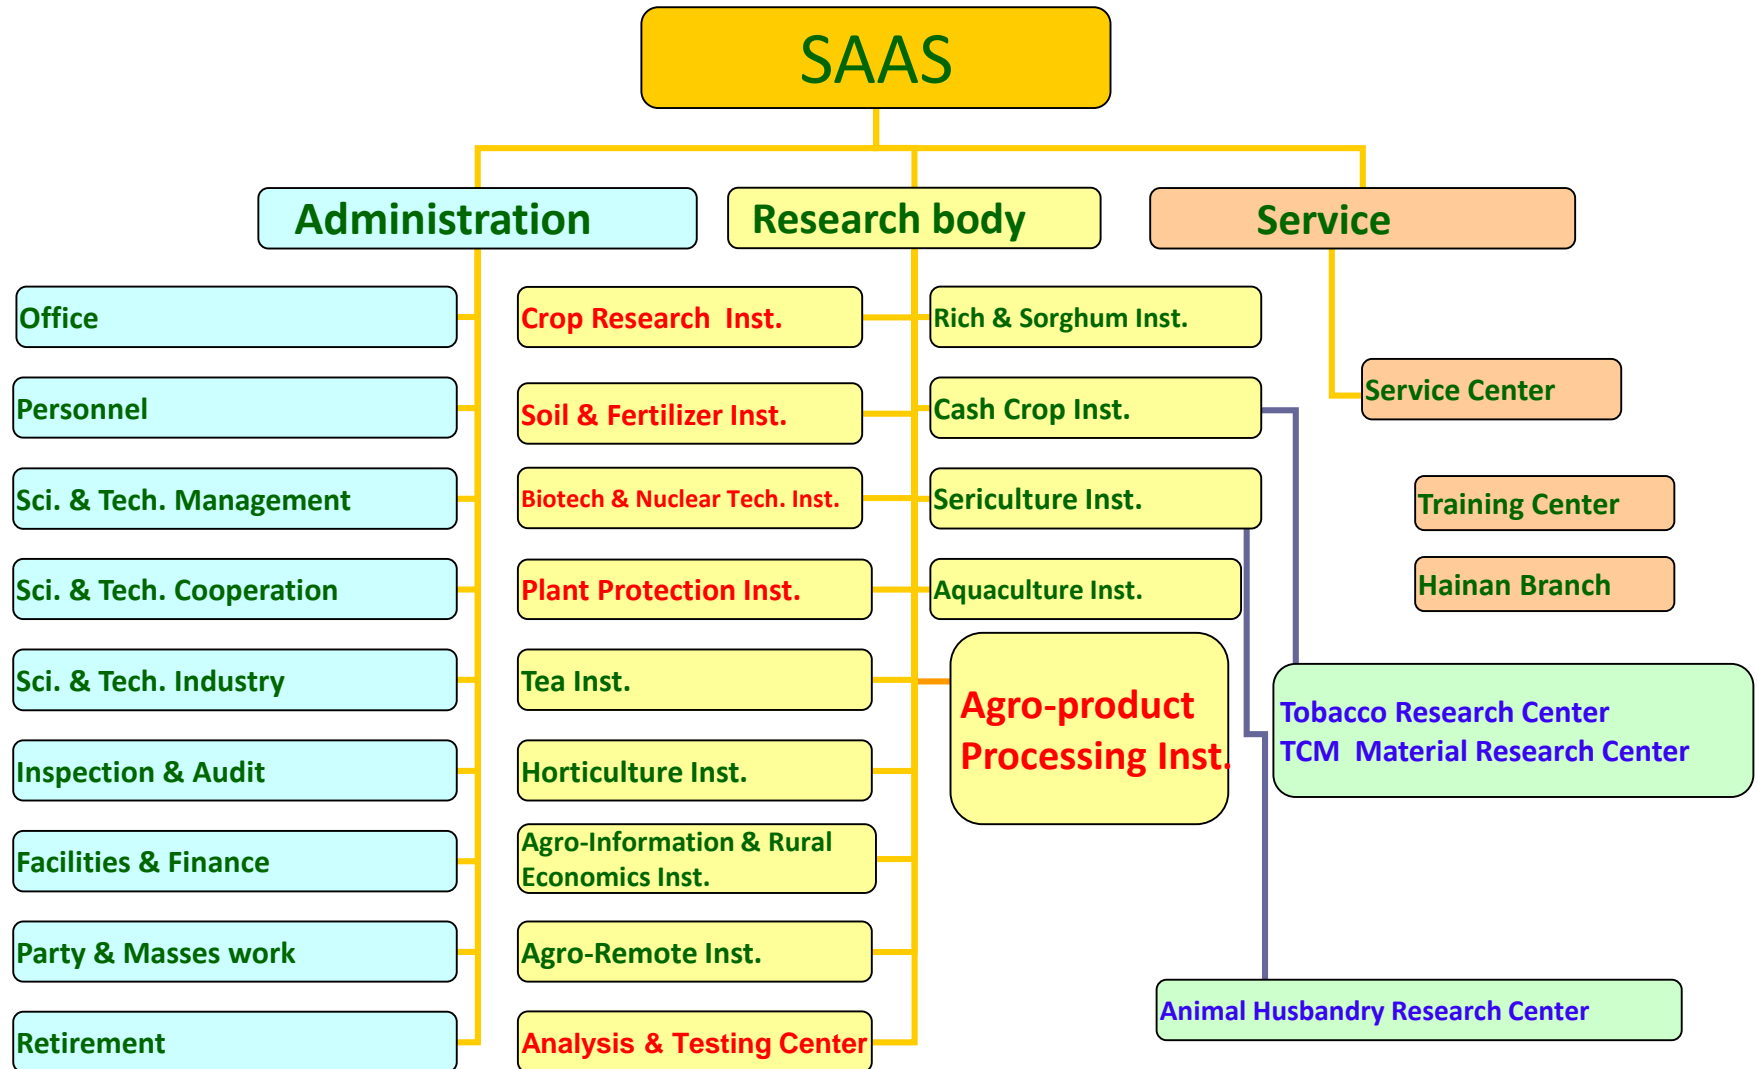 SAAS
Administration
Research body
Service
Office
Personnel
Sci. & Tech. Management
Sci. & Tech. Cooperation
Sci. & Tech. Industry
Inspection & Audit
Facilities & Finance
Party & Masses work
Retirement
Crop Research Inst.
Soil & Fertilizer Inst.
Biotech & Nuclear Tech. Inst.
Plant Protection Inst.
Tea Inst.
Horticulture Inst.
Agro-Information & Rural
Economics Inst.
Agro-Remote Inst.
Analysis & Testing Center
Rich & Sorghum Inst.
Cash Crop Inst.
Sericulture Inst.
Aquaculture Inst.
Agro-product
Processing Inst.
Service Center
Training Center
Hainan Branch
Tobacco Research Center
TCM Material Research Center
Animal Husbandry Research Center